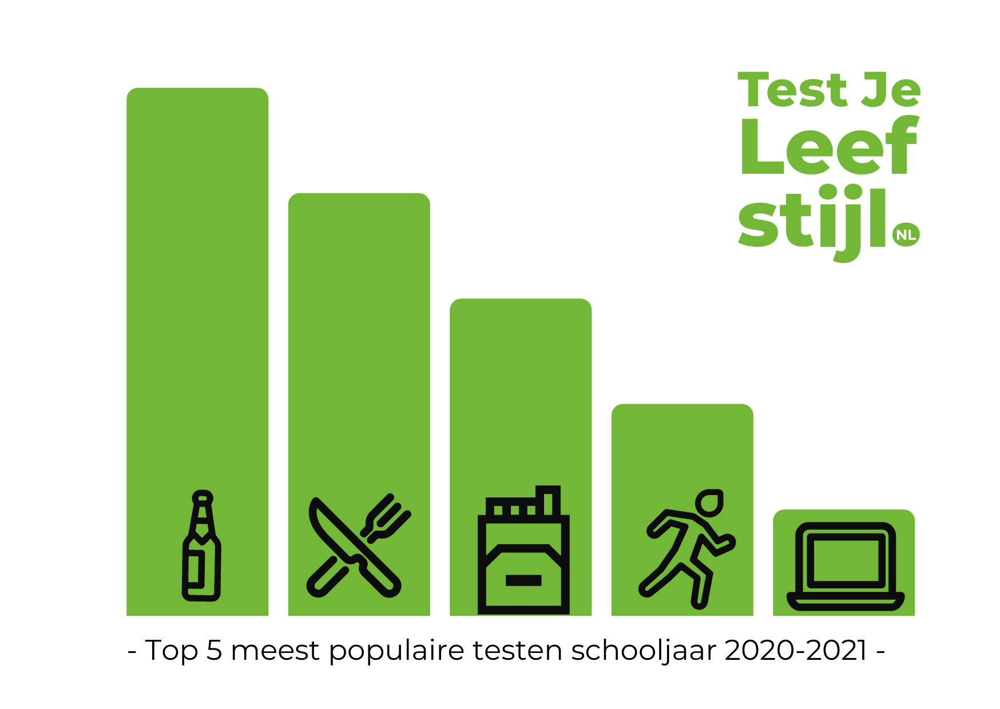 Test Je
Leef
stijl.NL
- Top 5 meest populaire testen schooljaar 2020-2021 -